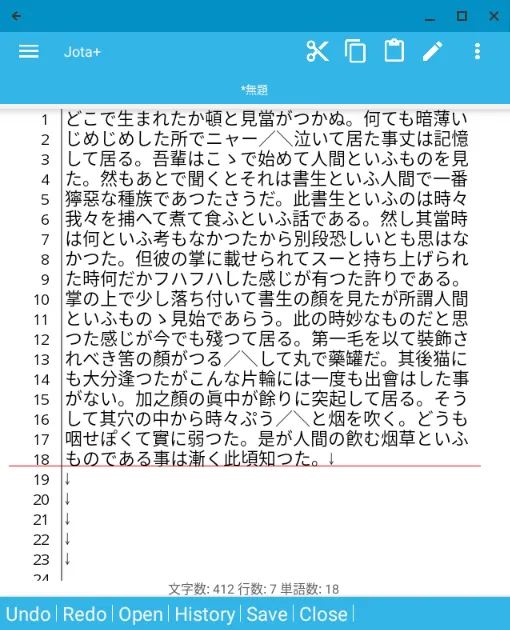 Jota+
*無題
1 どこで生まれたか頓と見當がつかぬ。何ても暗薄い
2 じめじめした所でニャー／＼泣いて居た事丈は記憶
3 して居る。吾輩はこゝで始めて人間といふものを見
4 た。然もあとで聞くとそれは書生といふ人間で一番
5 獰惡な種族であつたさうだ。此書生といふのは時々
6 我々を捕へて煮て食ふといふ話である。然し其當時
7 は何といふ考もなかつたから別段恐しいとも思はな
8 かつた。但彼の掌に載せられてスーと持ち上げられ
9 た時何だかフハフハした感じが有つた許りである。
10 掌の上で少し落ち付いて書生の顏を見たが所謂人間
11 といふものゝ見始であらう。此の時妙なものだと思
12 つた感じが今でも殘つて居る。第一毛を以て裝飾さ
13 れべき筈の顏がつる／＼して丸で藥罐だ。其後猫に
14 も大分逢つたがこんな片輪には一度も出會はした事
15 がない。加之顏の眞中が餘りに突起して居る。そう
16 して其穴の中から時々ぷう／＼と烟を吹く。どうも
17 咽せぽくて實に弱つた。是が人間の飮む烟草といふ
18 ものである事は漸く此頃知つた。↓
19 ↓
20 ↓
21 ↓
22 ↓
23 ↓
24
文字数: 412 行数: 7 単語数: 18
Undo | Redo | Open | History | Save | Close |